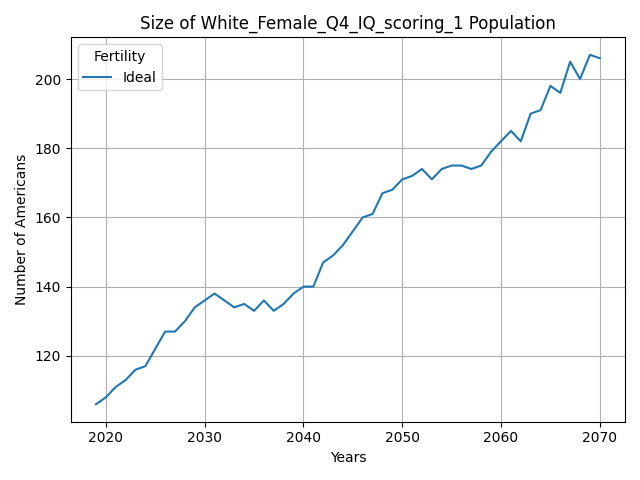 Size of White_Female_Q4_IQ_scoring_1 Population
Fertility
Ideal
Number of Americans
200
180
160
140
120
2020 2030 2040 2050 2060 2070
Years